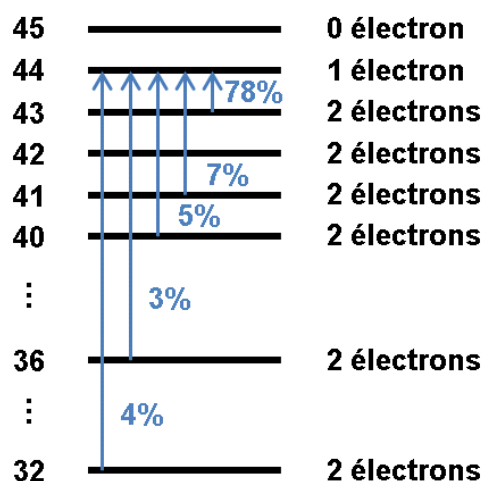 45 0 électron
44 1 électron
78%
43 2 électrons
42 2 électrons
7%
41 2 électrons
5%
40 2 électrons
⋮
3%
36 2 électrons
⋮
4%
32 2 électrons